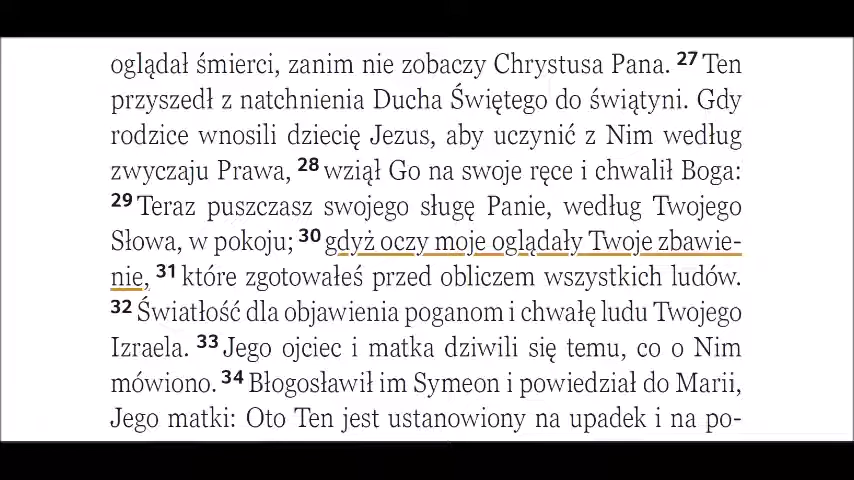 oglądał śmierci, zanim nie zobaczy Chrystusa Pana. 27 Ten
przyszedł z natchnienia Ducha Świętego do świątyni. Gdy
rodzice wnosili dziecię Jezus, aby uczynić z Nim według
zwyczaju Prawa, 28 wziął Go na swoje ręce i chwalił Boga:
29 Teraz puszczasz swojego sługę Panie, według Twojego
Słowa, w pokoju; 30 gdyż oczy moje oglądały Twoje zbawie-
nie, 31 które zgotowałeś przed obliczem wszystkich ludów.
32 Światłość dla objawienia poganom i chwałę ludu Twojego
Izraela. 33 Jego ojciec i matka dziwili się temu, co o Nim
mówiono. 34 Błogosławił im Symeon i powiedział do Marii,
Jego matki: Oto Ten jest ustanowiony na upadek i na po-